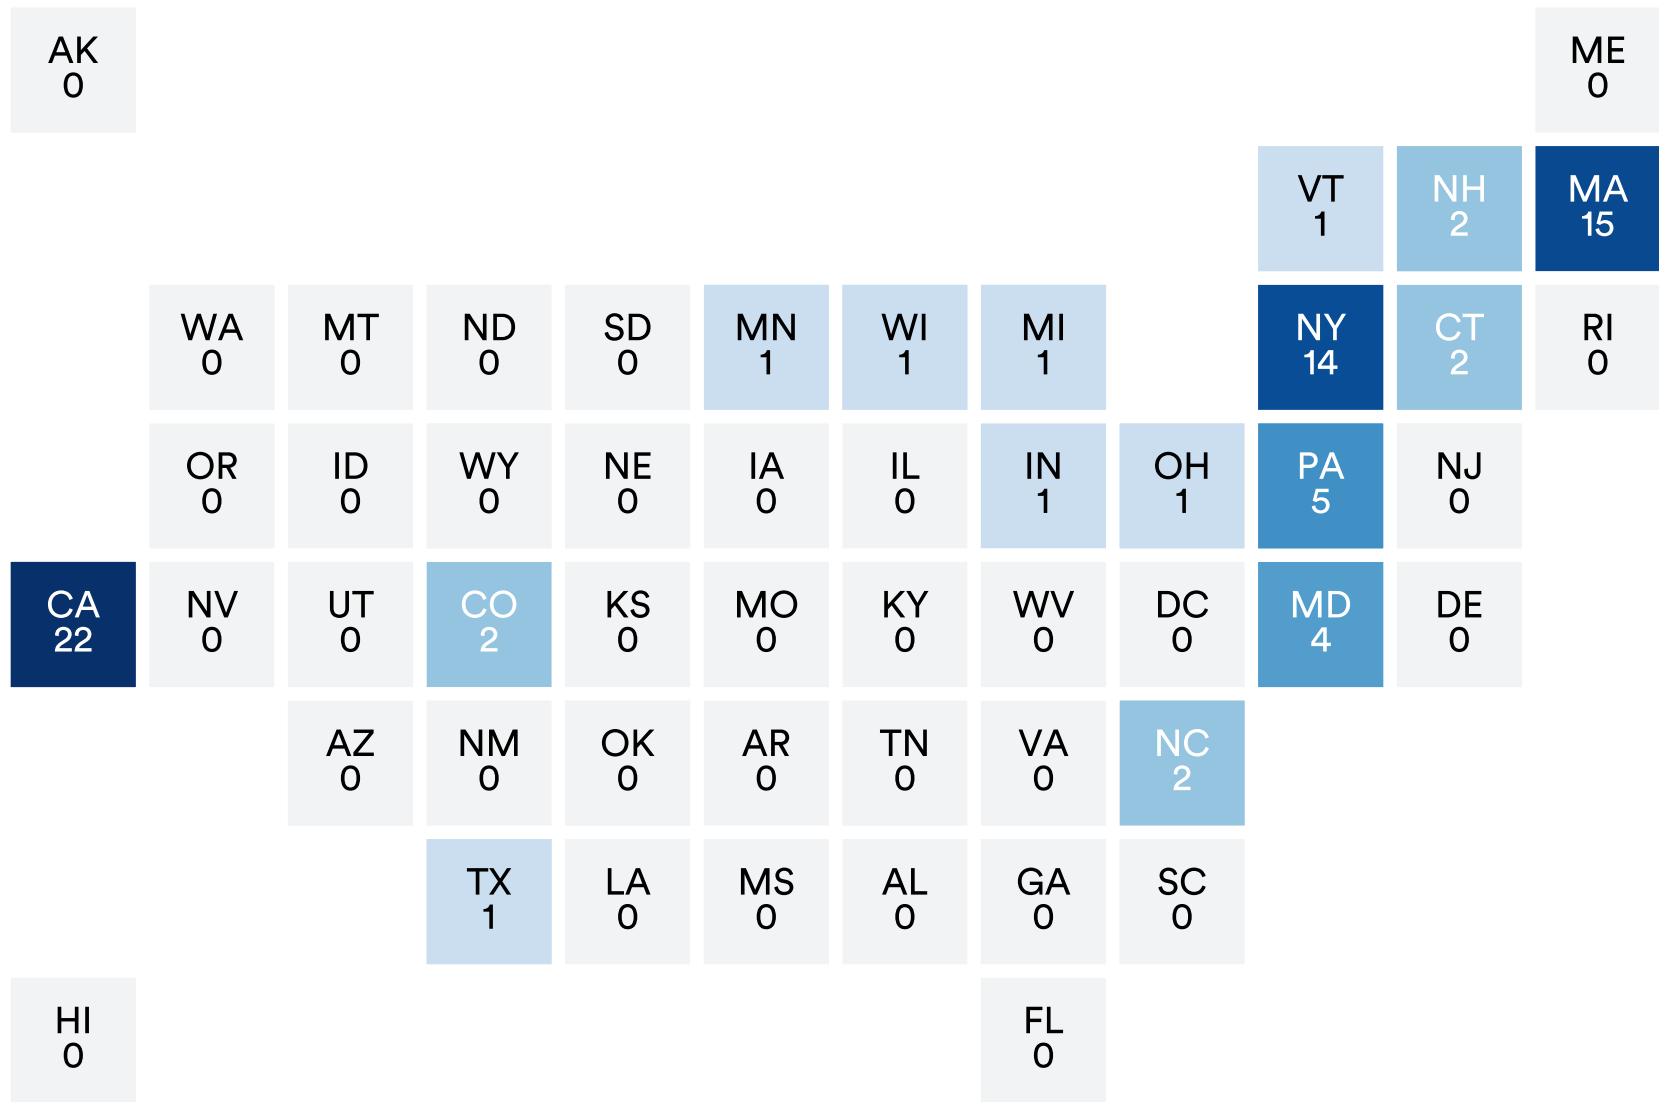 AK
0
ME
0
VT
1
NH
2
MA
15
WA
0
MT
0
ND
0
SD
0
MN
1
WI
1
MI
1
NY
14
CT
2
RI
0
OR
0
ID
0
WY
0
NE
0
IA
0
IL
0
IN
1
OH
1
PA
5
NJ
0
CA
22
NV
0
UT
0
CO
2
KS
0
MO
0
KY
0
WV
0
DC
0
MD
4
DE
0
AZ
0
NM
0
OK
0
AR
0
TN
0
VA
0
NC
2
TX
1
LA
0
MS
0
AL
0
GA
0
SC
0
HI
0
FL
0